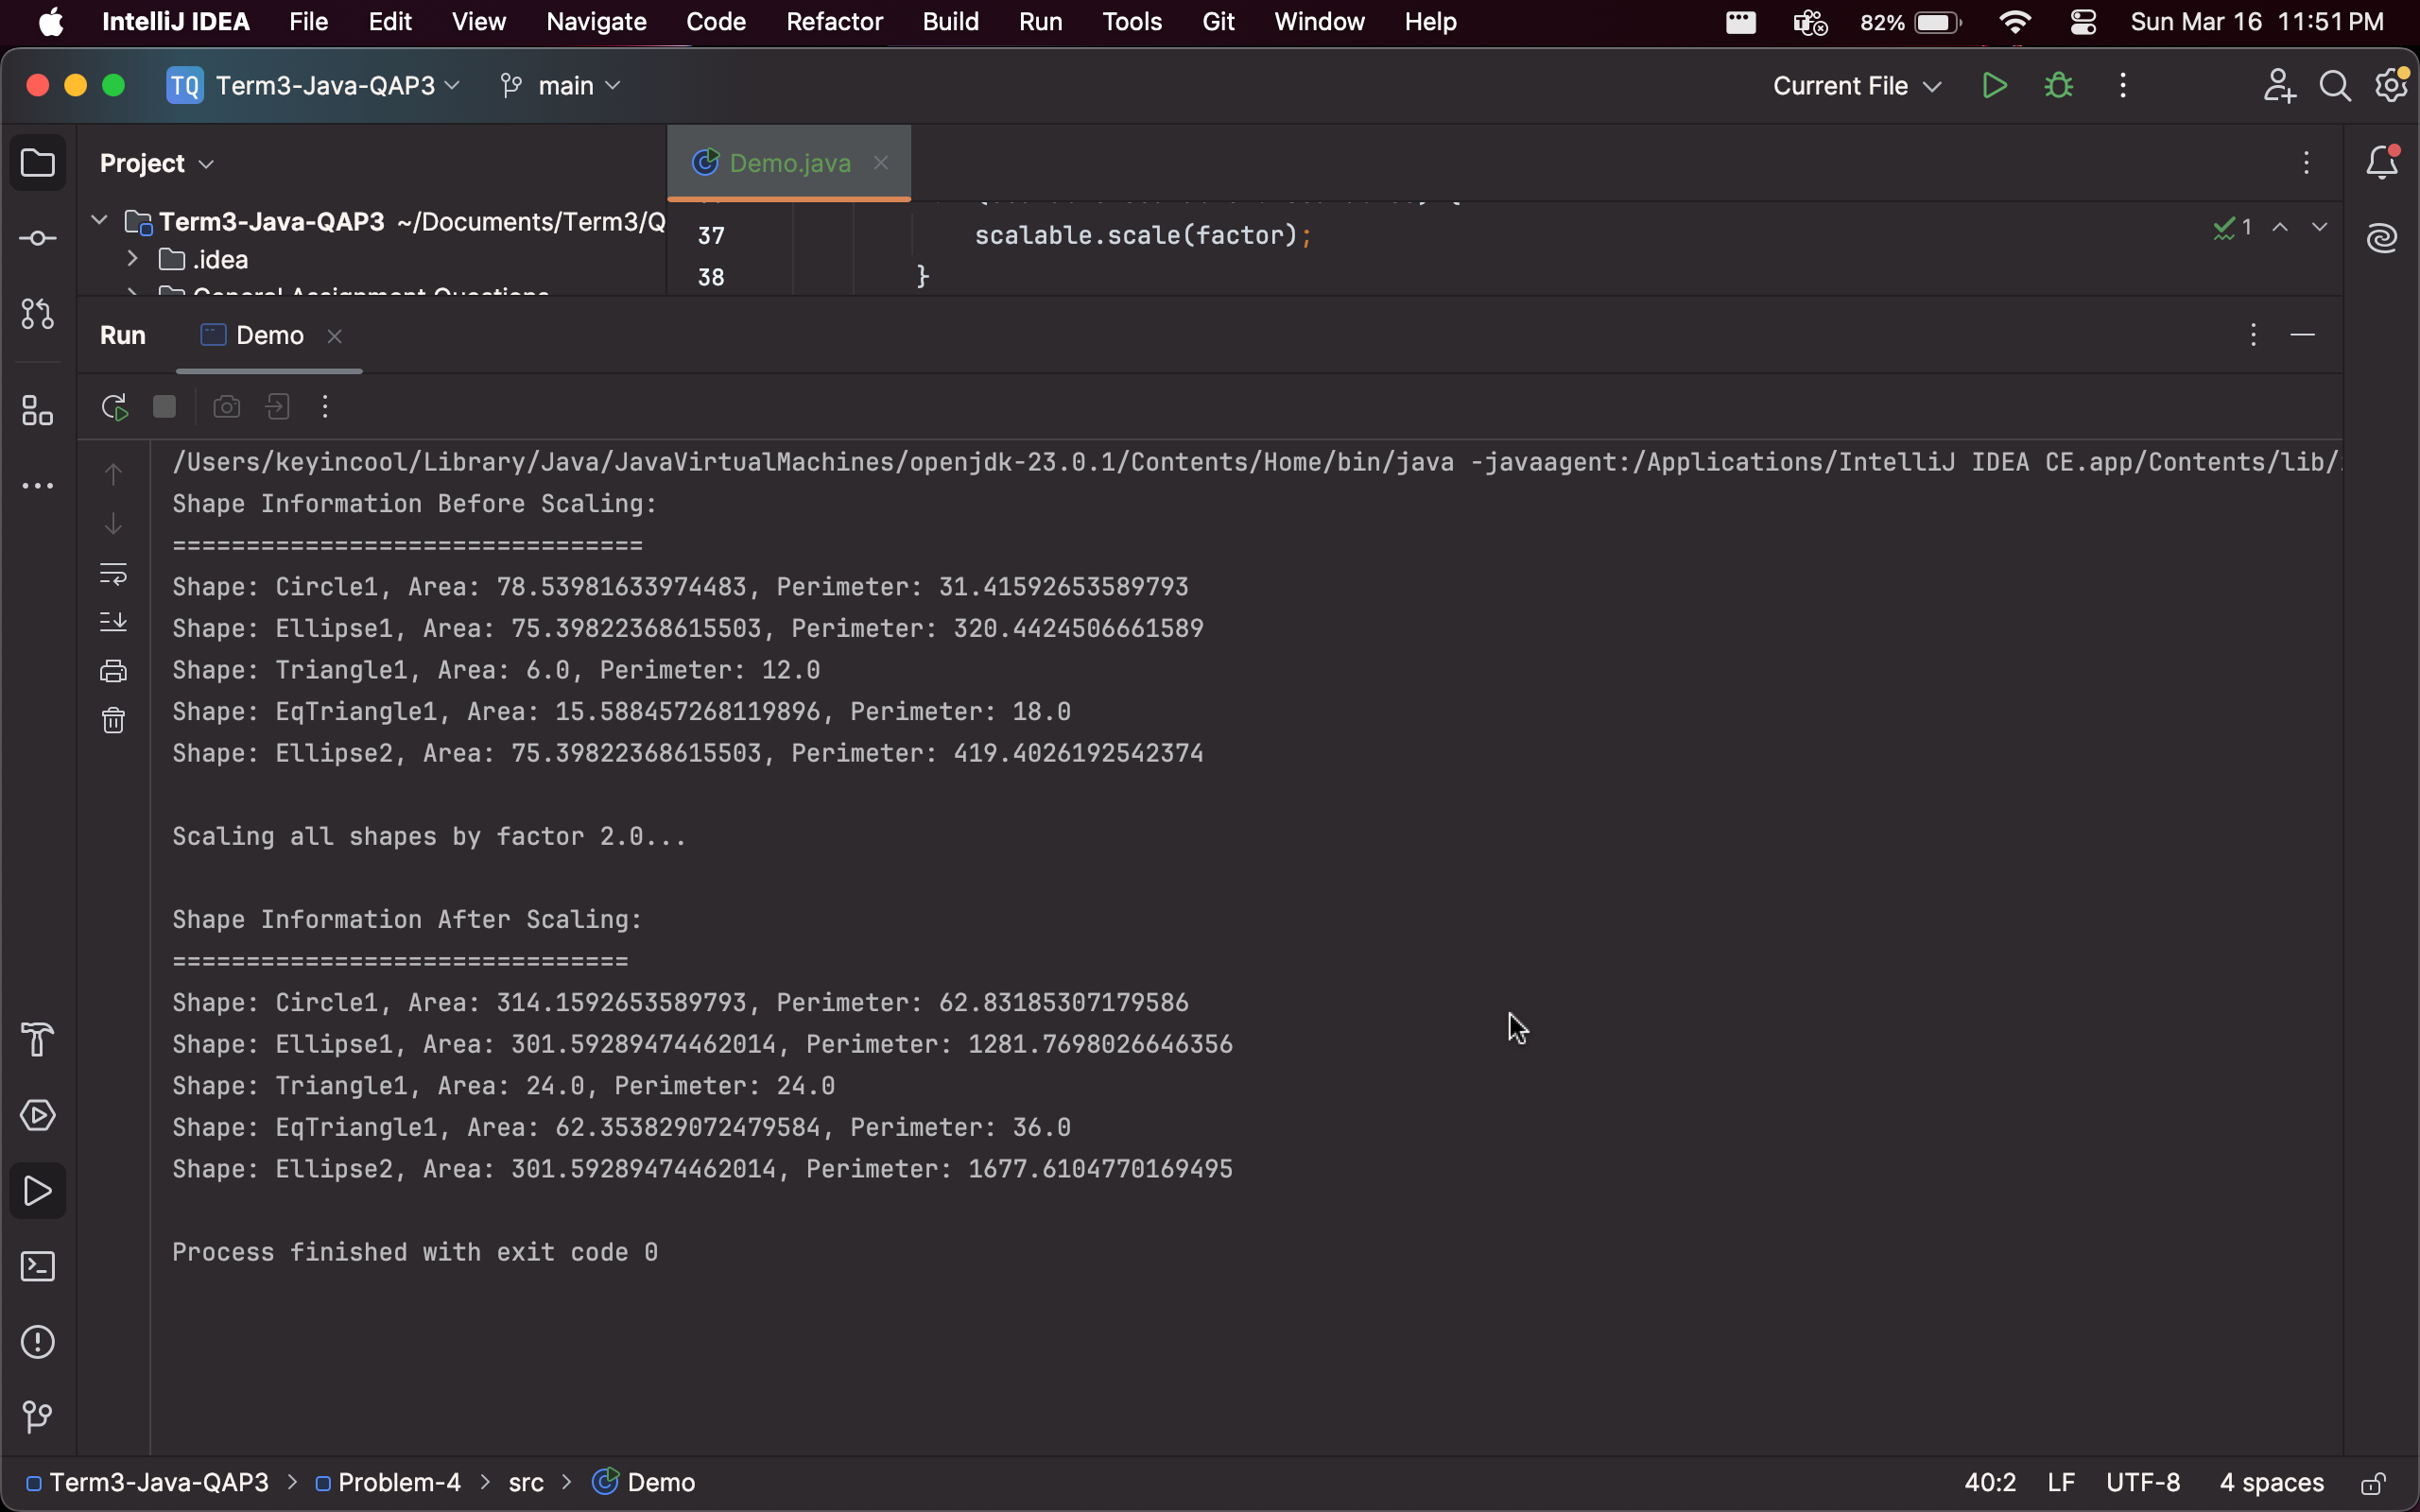 IntelliJ IDEA File Edit View Navigate Code Refactor Build Run Tools Git Window Help 82% Sun Mar 16 11:51 PM
TQ Term3-Java-QAP3 main Current File
Project Demo.java
Term3-Java-QAP3 ~/Documents/Term3/Q
37 scalable.scale(factor); 1
.idea
38 }
General Assignment Questions
Run Demo
/Users/keyincool/Library/Java/JavaVirtualMachines/openjdk-23.0.1/Contents/Home/bin/java -javaagent:/Applications/IntelliJ IDEA CE.app/Contents/lib/
Shape Information Before Scaling:
================================
Shape: Circle1, Area: 78.53981633974483, Perimeter: 31.41592653589793
Shape: Ellipse1, Area: 75.39822368615503, Perimeter: 320.4424506661589
Shape: Triangle1, Area: 6.0, Perimeter: 12.0
Shape: EqTriangle1, Area: 15.588457268119896, Perimeter: 18.0
Shape: Ellipse2, Area: 75.39822368615503, Perimeter: 419.4026192542374
Scaling all shapes by factor 2.0...
Shape Information After Scaling:
===============================
Shape: Circle1, Area: 314.1592653589793, Perimeter: 62.83185307179586
Shape: Ellipse1, Area: 301.59289474462014, Perimeter: 1281.7698026646356
Shape: Triangle1, Area: 24.0, Perimeter: 24.0
Shape: EqTriangle1, Area: 62.353829072479584, Perimeter: 36.0
Shape: Ellipse2, Area: 301.59289474462014, Perimeter: 1677.6104770169495
Process finished with exit code 0
Term3-Java-QAP3 > Problem-4 > src > Demo 40:2 LF UTF-8 4 spaces